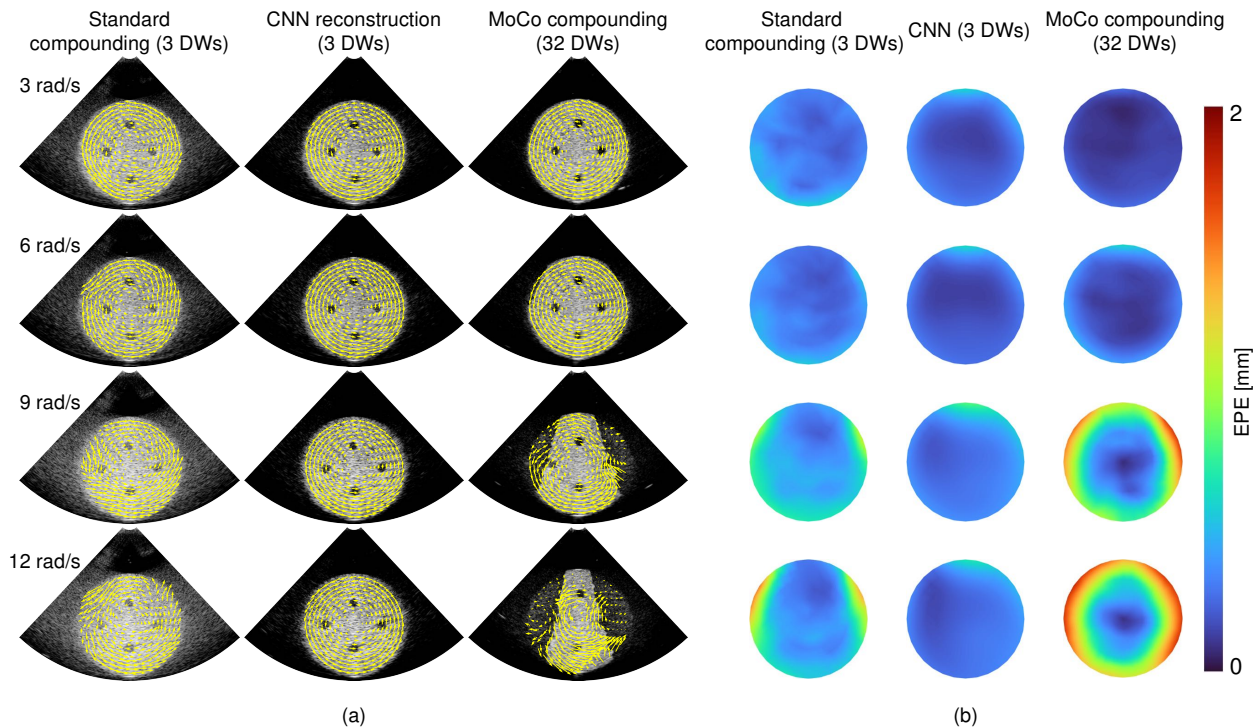 Standard
compounding (3 DWs)
CNN reconstruction
(3 DWs)
MoCo compounding
(32 DWs)
Standard
compounding (3 DWs)
CNN (3 DWs)
MoCo compounding
(32 DWs)
3 rad/s
6 rad/s
9 rad/s
12 rad/s
2
EPE [mm]
0
(a)
(b)